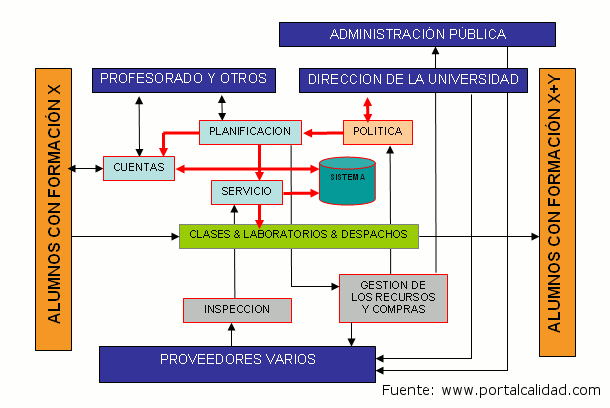 ADMINISTRACIÓN PÚBLICA
PROFESORADO Y OTROS
DIRECCION DE LA UNIVERSIDAD
ALUMNOS CON FORMACIÓN X
ALUMNOS CON FORMACIÓN X+Y
PLANIFICACION
POLITICA
CUENTAS
SISTEMA
SERVICIO
CLASES & LABORATORIOS & DESPACHOS
GESTION DE
LOS RECURSOS
Y COMPRAS
INSPECCION
PROVEEDORES VARIOS
Fuente: www.portalcalidad.com